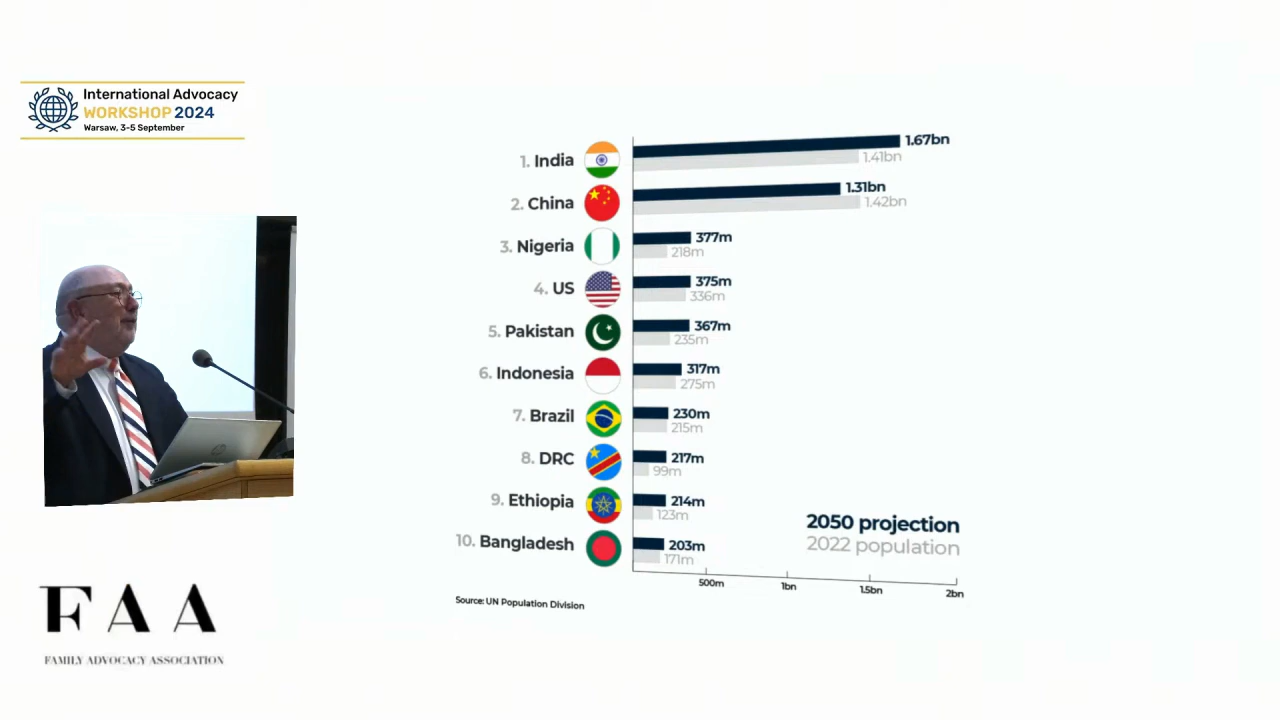 International Advocacy
WORKSHOP 2024
Warsaw, 3-5 September
1. India
1.67bn
1.41bn
2. China
1.31bn
1.42bn
3. Nigeria
377m
218m
4. US
375m
336m
5. Pakistan
367m
235m
6. Indonesia
317m
275m
7. Brazil
230m
215m
8. DRC
217m
99m
9. Ethiopia
214m
123m
10. Bangladesh
203m
171m
2050 projection
2022 population
500m 1bn 1.5bn 2bn
Source: UN Population Division
FAA
FAMILY ADVOCACY ASSOCIATION